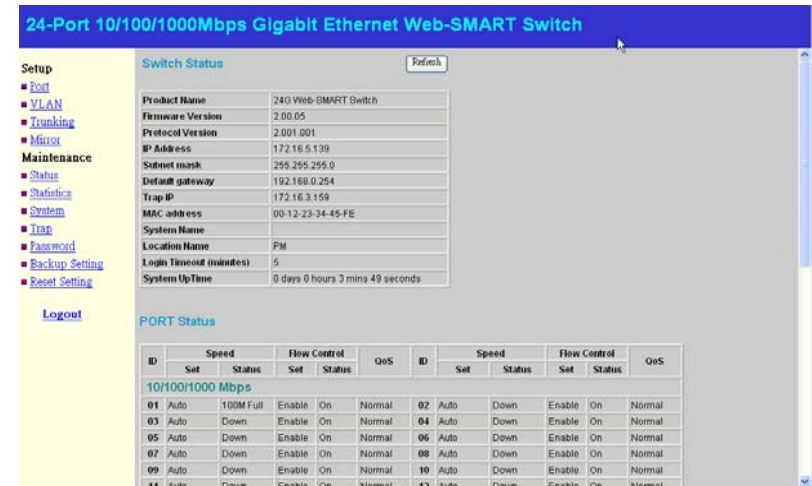 24-Port 10/100/1000Mbps Gigabit Ethernet Web-SMART Switch
Setup
Port
VLAN
Trunking
Mirror
Maintenance
Status
Statistics
System
Trap
Password
Backup Setting
Reset Setting
Logout
Switch Status
Refresh
Product Name 24G Web-SMART Switch
Firmware Version 2.00.05
Protocol Version 2.001.001
IP Address 172.16.5.139
Subnet mask 255.255.255.0
Default gateway 192.168.0.254
Trap IP 172.16.3.159
MAC address 00-12-23-34-45-FE
System Name
Location Name PM
Login Timeout (minutes) 5
System UpTime 0 days 0 hours 3 mins 49 seconds
PORT Status
ID Speed Flow Control QoS ID Speed Flow Control QoS
Set Status Set Status Set Status Set Status
10/100/1000 Mbps
01 Auto 100M Full Enable On Normal 02 Auto Down Enable On Normal
03 Auto Down Enable On Normal 04 Auto Down Enable On Normal
05 Auto Down Enable On Normal 06 Auto Down Enable On Normal
07 Auto Down Enable On Normal 08 Auto Down Enable On Normal
09 Auto Down Enable On Normal 10 Auto Down Enable On Normal